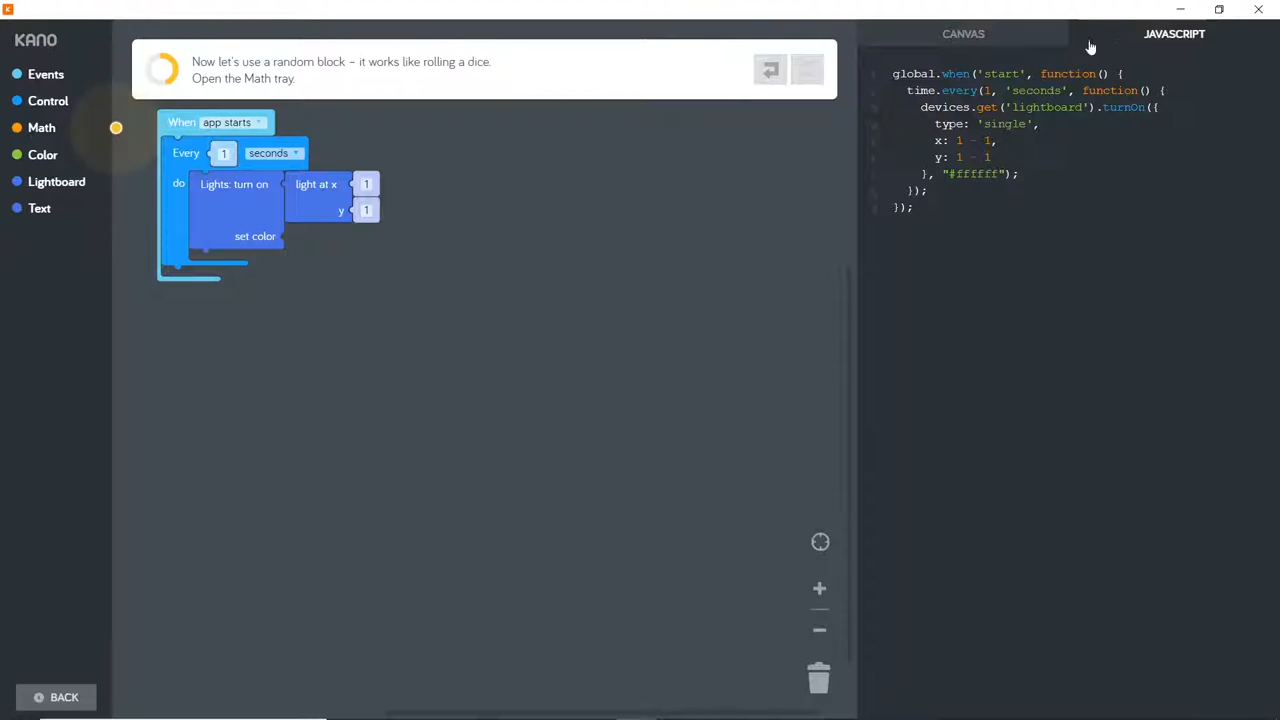 KANO
Events
Control
Math
Color
Lightboard
Text
BACK
Now let's use a random block – it works like rolling a dice.
Open the Math tray.
When app starts
Every 1 seconds
do Lights: turn on light at x 1
y 1
set color
CANVAS
JAVASCRIPT
global.when('start', function() {
time.every(1, 'seconds', function() {
devices.get('lightboard').turnOn({
type: 'single',
x: 1 - 1,
y: 1 - 1
}, "#ffffff");
});
});